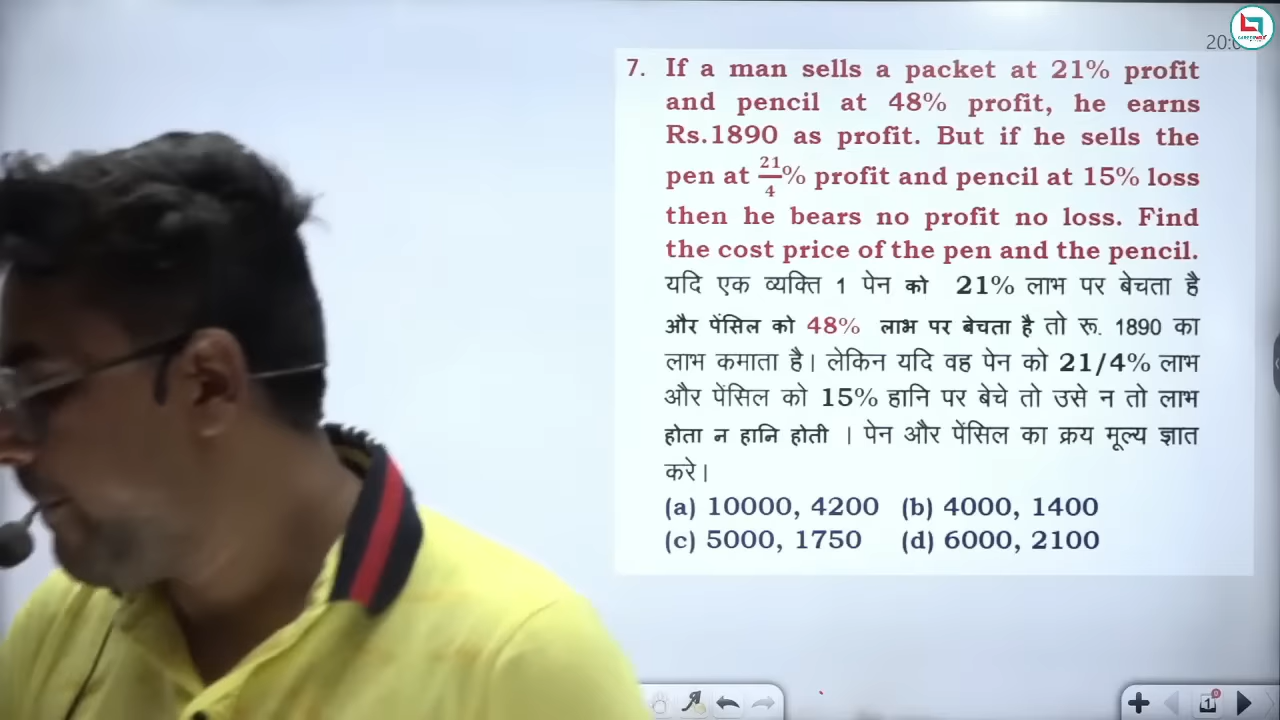 20:
7. If a man sells a packet at 21% profit
and pencil at 48% profit, he earns
Rs.1890 as profit. But if he sells the
pen at 21/4% profit and pencil at 15% loss
then he bears no profit no loss. Find
the cost price of the pen and the pencil.
यदि एक व्यक्ति 1 पेन को 21% लाभ पर बेचता है
और पेंसिल को 48% लाभ पर बेचता है तो रू. 1890 का
लाभ कमाता है। लेकिन यदि वह पेन को 21/4% लाभ
और पेंसिल को 15% हानि पर बेचे तो उसे न तो लाभ
होता न हानि होती । पेन और पेंसिल का क्रय मूल्य ज्ञात
करे।
(a) 10000, 4200 (b) 4000, 1400
(c) 5000, 1750 (d) 6000, 2100